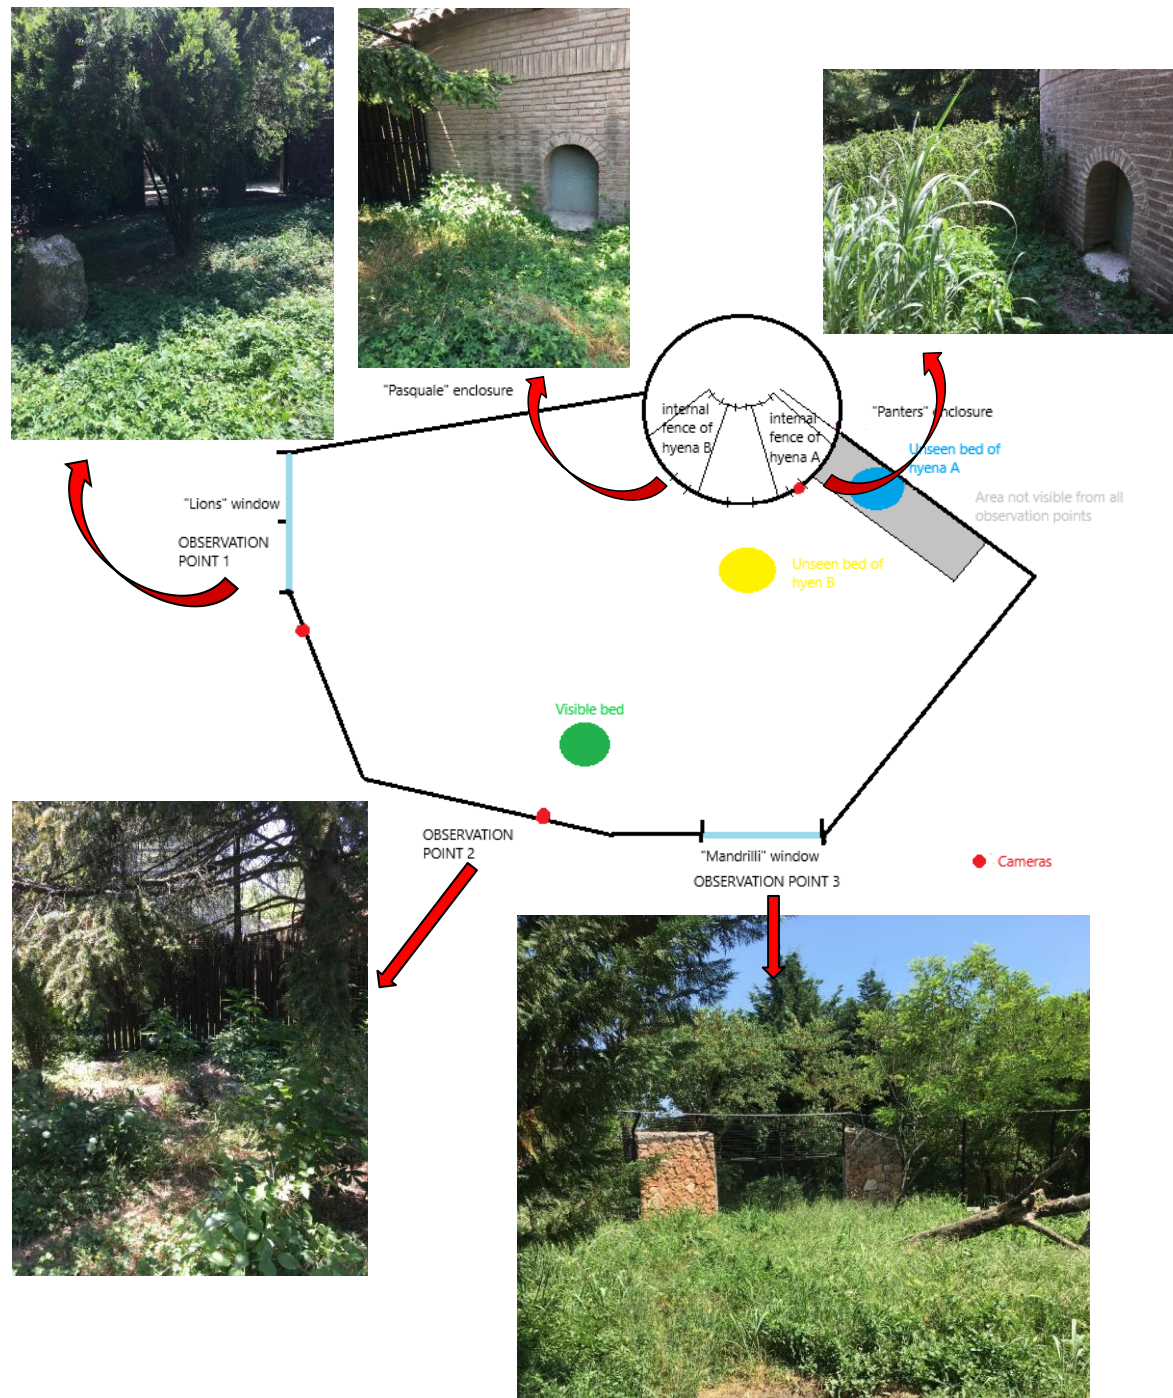 "Pasquale" enclosure
internal
fence of
hyena B
internal
fence of
hyena A
"Panters" enclosure
Unseen bed of
hyena A
Area not visible from all
observation points
"Lions" window
OBSERVATION
POINT 1
Unseen bed of
hyen B
Visible bed
OBSERVATION
POINT 2
"Mandrilli" window
OBSERVATION POINT 3
Cameras